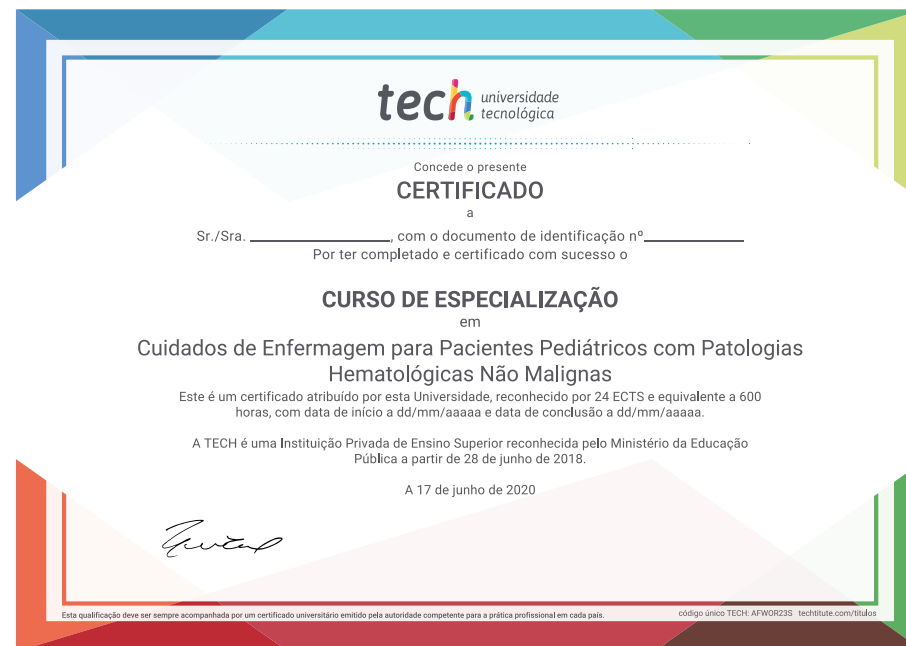 tech universidade
tecnológica
Concede o presente
CERTIFICADO
a
Sr./Sra. ____________________, com o documento de identificação nº______________
Por ter completado e certificado com sucesso o
CURSO DE ESPECIALIZAÇÃO
em
Cuidados de Enfermagem para Pacientes Pediátricos com Patologias
Hematológicas Não Malignas
Este é um certificado atribuído por esta Universidade, reconhecido por 24 ECTS e equivalente a 600
horas, com data de início a dd/mm/aaaaa e data de conclusão a dd/mm/aaaaa.
A TECH é uma Instituição Privada de Ensino Superior reconhecida pelo Ministério da Educação
Pública a partir de 28 de junho de 2018.
A 17 de junho de 2020
Esta qualificação deve ser sempre acompanhada por um certificado universitário emitido pela autoridade competente para a prática profissional em cada país.
código único TECH: AFWOR23S techtitute.com/titulos